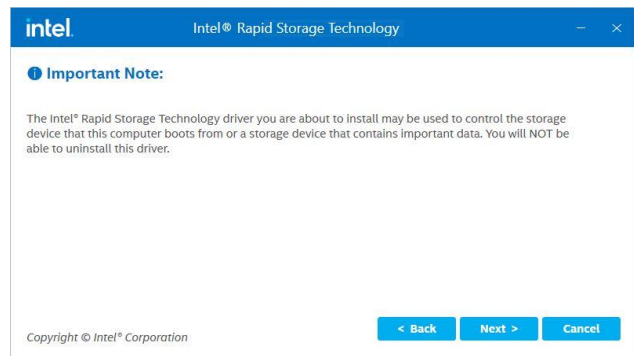 intel.
Intel® Rapid Storage Technology
Important Note:
The Intel® Rapid Storage Technology driver you are about to install may be used to control the storage
device that this computer boots from or a storage device that contains important data. You will NOT be
able to uninstall this driver.
Copyright © Intel® Corporation
< Back
Next >
Cancel